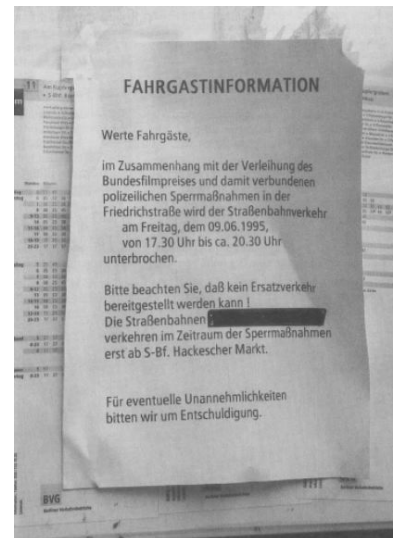 FAHRGASTINFORMATION
Werte Fahrgäste,
im Zusammenhang mit der Verleihung des
Bundesfilmpreises und damit verbundenen
polizeilichen Sperrmaßnahmen in der
Friedrichstraße wird der Straßenbahnverkehr
am Freitag, dem 09.06.1995,
von 17.30 Uhr bis ca. 20.30 Uhr
unterbrochen.
Bitte beachten Sie, daß kein Ersatzverkehr
bereitgestellt werden kann !
Die Straßenbahnen
verkehren im Zeitraum der Sperrmaßnahmen
erst ab S-Bf. Hackescher Markt.
Für eventuelle Unannehmlichkeiten
bitten wir um Entschuldigung.
11
BVG